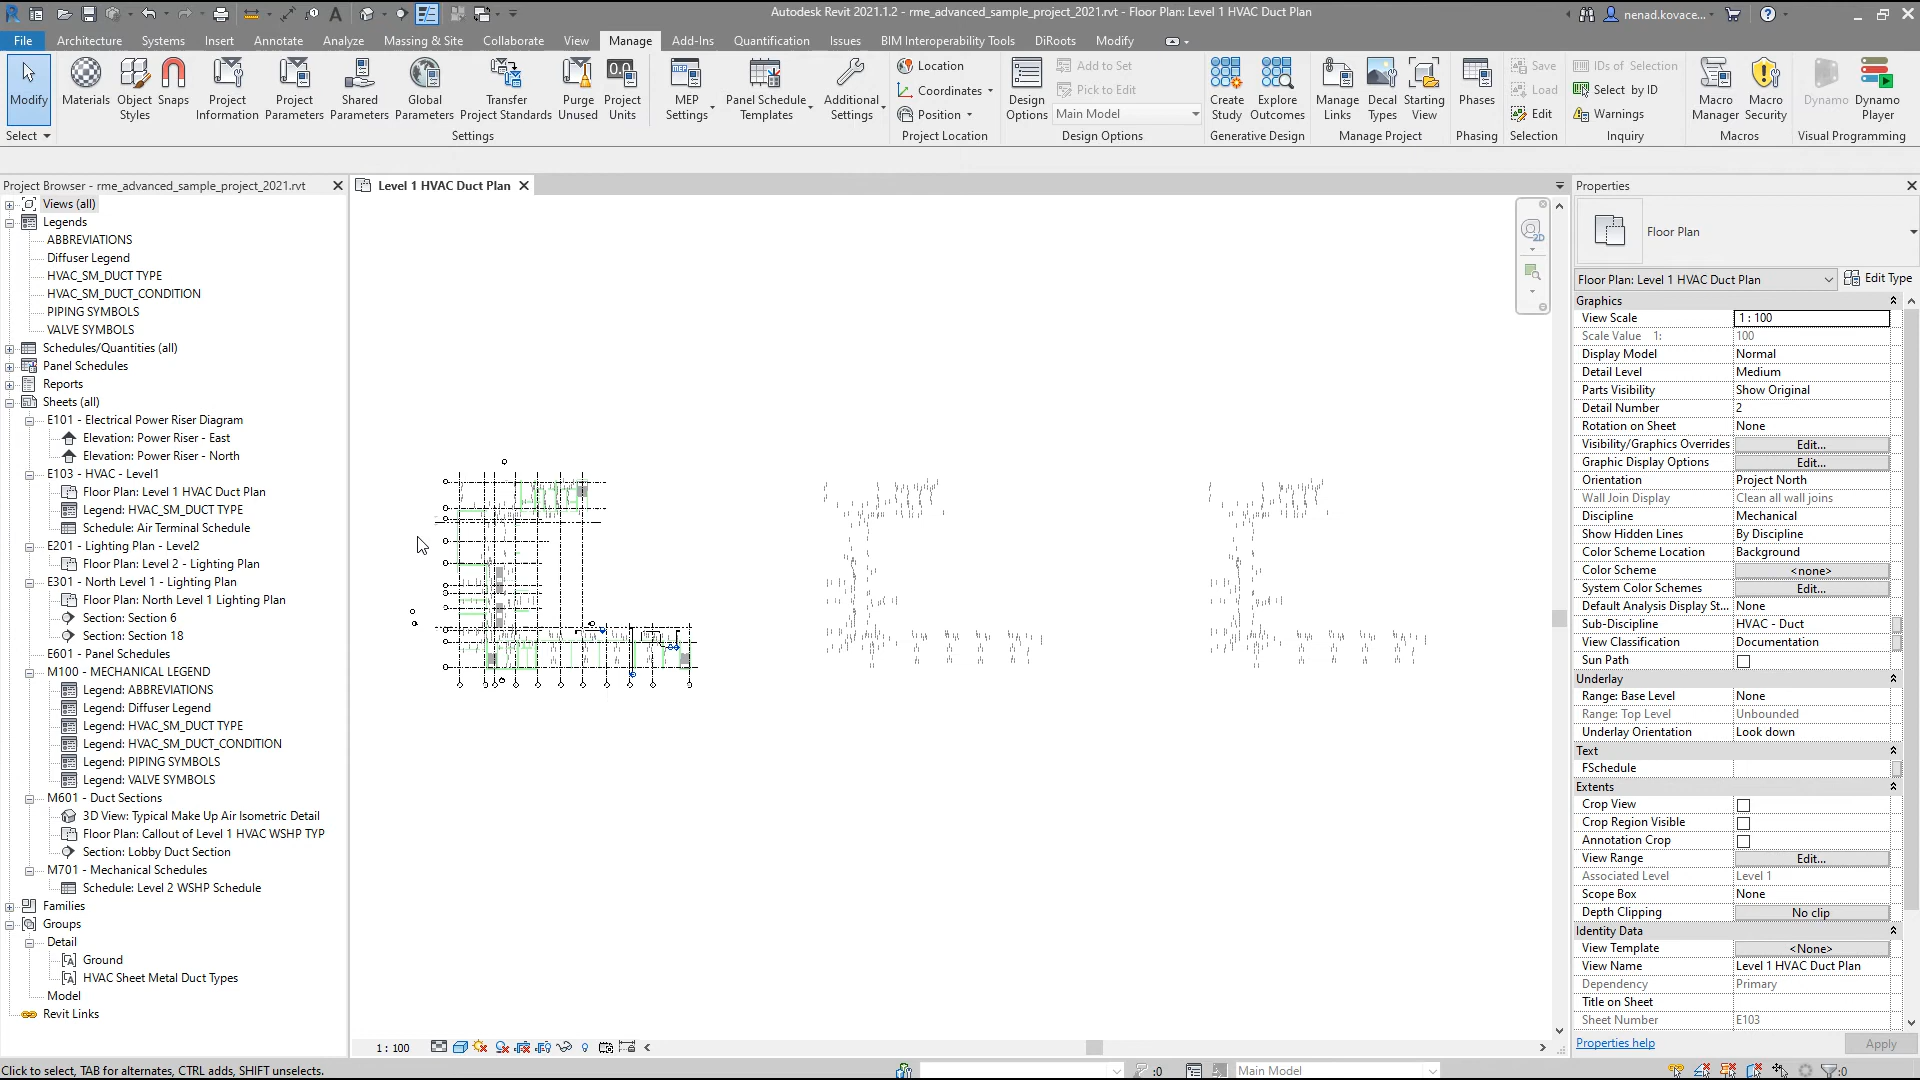 Autodesk Revit 2021.1.2 - rme_advanced_sample_project_2021.rvt - Floor Plan: Level 1 HVAC Duct Plan
nenad.kovace...
File Architecture Systems Insert Annotate Analyze Massing & Site Collaborate View Manage Add-Ins Quantification Issues BIM Interoperability Tools DiRoots Modify
Modify
Materials
Object Styles
Snaps
Project Information
Project Parameters
Shared Parameters
Global Parameters
Transfer Project Standards
Purge Unused
Project Units
MEP Settings
Panel Schedule Templates
Additional Settings
Location
Coordinates
Position
Design Options
Add to Set
Pick to Edit
Main Model
Create Study
Explore Outcomes
Manage Links
Decal Types
Starting View
Phases
Save
Load
Edit
IDs of Selection
Select by ID
Warnings
Macro Manager
Macro Security
Dynamo
Dynamo Player
Select
Settings
Project Location
Design Options
Generative Design
Manage Project
Phasing
Selection
Inquiry
Macros
Visual Programming
Project Browser - rme_advanced_sample_project_2021.rvt
Views (all)
Legends
ABBREVIATIONS
Diffuser Legend
HVAC_SM_DUCT TYPE
HVAC_SM_DUCT_CONDITION
PIPING SYMBOLS
VALVE SYMBOLS
Schedules/Quantities (all)
Panel Schedules
Reports
Sheets (all)
E101 - Electrical Power Riser Diagram
Elevation: Power Riser - East
Elevation: Power Riser - North
E103 - HVAC - Level1
Floor Plan: Level 1 HVAC Duct Plan
Legend: HVAC_SM_DUCT TYPE
Schedule: Air Terminal Schedule
E201 - Lighting Plan - Level2
Floor Plan: Level 2 - Lighting Plan
E301 - North Level 1 - Lighting Plan
Floor Plan: North Level 1 Lighting Plan
Section: Section 6
Section: Section 18
E601 - Panel Schedules
M100 - MECHANICAL LEGEND
Legend: ABBREVIATIONS
Legend: Diffuser Legend
Legend: HVAC_SM_DUCT TYPE
Legend: HVAC_SM_DUCT_CONDITION
Legend: PIPING SYMBOLS
Legend: VALVE SYMBOLS
M601 - Duct Sections
3D View: Typical Make Up Air Isometric Detail
Floor Plan: Callout of Level 1 HVAC WSHP TYP
Section: Lobby Duct Section
M701 - Mechanical Schedules
Schedule: Level 2 WSHP Schedule
Families
Groups
Detail
Ground
HVAC Sheet Metal Duct Types
Model
Revit Links
Level 1 HVAC Duct Plan
2D
Properties
Floor Plan
Floor Plan: Level 1 HVAC Duct Plan Edit Type
Graphics
View Scale 1 : 100
Scale Value 1: 100
Display Model Normal
Detail Level Medium
Parts Visibility Show Original
Detail Number 2
Rotation on Sheet None
Visibility/Graphics Overrides Edit...
Graphic Display Options Edit...
Orientation Project North
Wall Join Display Clean all wall joins
Discipline Mechanical
Show Hidden Lines By Discipline
Color Scheme Location Background
Color Scheme <none>
System Color Schemes Edit...
Default Analysis Display St... None
Sub-Discipline HVAC - Duct
View Classification Documentation
Sun Path
Underlay
Range: Base Level None
Range: Top Level Unbounded
Underlay Orientation Look down
Text
FSchedule
Extents
Crop View
Crop Region Visible
Annotation Crop
View Range Edit...
Associated Level Level 1
Scope Box None
Depth Clipping No clip
Identity Data
View Template <None>
View Name Level 1 HVAC Duct Plan
Dependency Primary
Title on Sheet
Sheet Number E103
Properties help Apply
1 : 100
Click to select, TAB for alternates, CTRL adds, SHIFT unselects.
:0
Main Model
:0